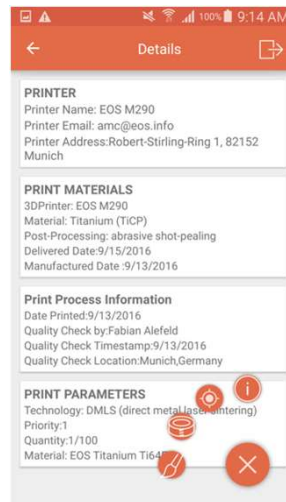 100% 9:14 AM
Details
PRINTER
Printer Name: EOS M290
Printer Email: amc@eos.info
Printer Address:Robert-Stirling-Ring 1, 82152
Munich
PRINT MATERIALS
3DPrinter: EOS M290
Material: Titanium (TiCP)
Post-Processing: abrasive shot-pealing
Delivered Date:9/15/2016
Manufactured Date :9/13/2016
Print Process Information
Date Printed:9/13/2016
Quality Check by:Fabian Alefeld
Quality Check Timestamp:9/13/2016
Quality Check Location:Munich,Germany
PRINT PARAMETERS
Technology: DMLS (direct metal laser sintering)
Priority:1
Quantity:1/100
Material: EOS Titanium